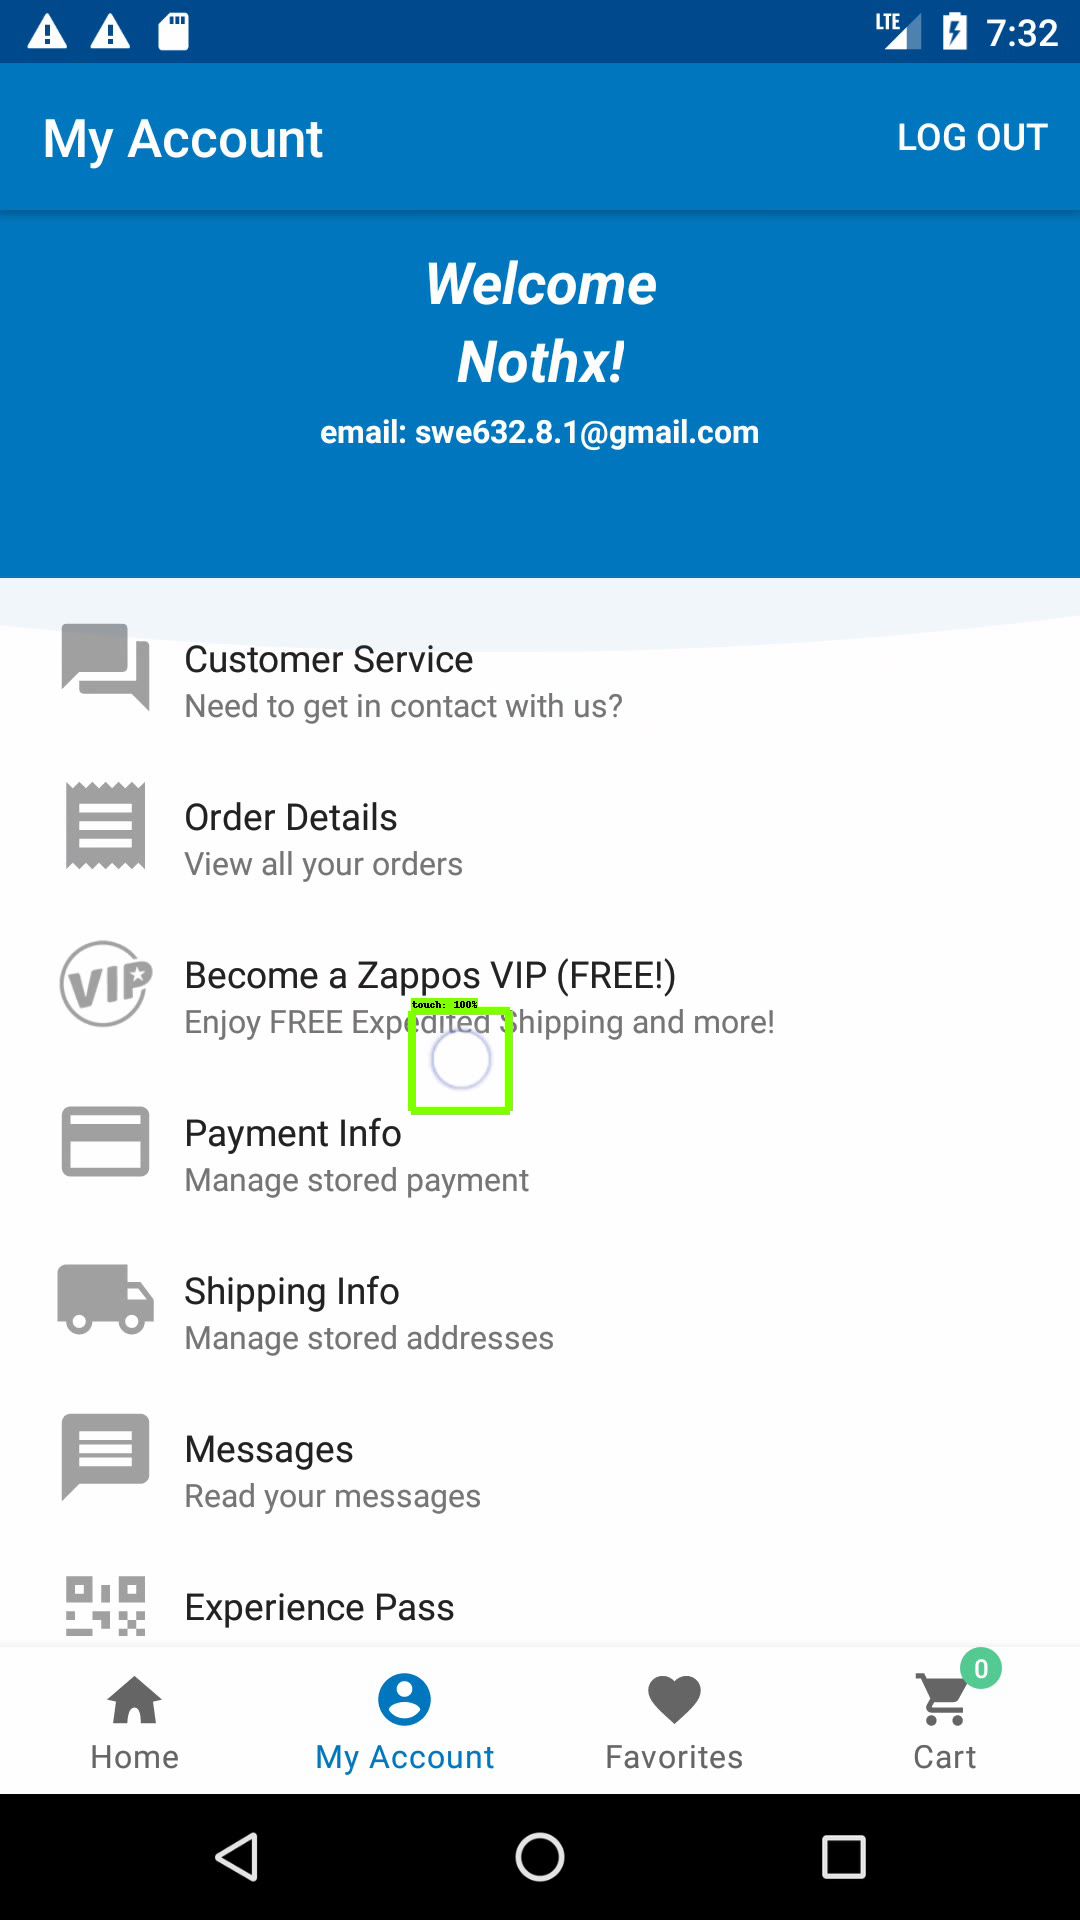 LTE 7:32
My Account LOG OUT
Welcome
Nothx!
email: swe632.8.1@gmail.com
Customer Service
Need to get in contact with us?
Order Details
View all your orders
VIP
Become a Zappos VIP (FREE!)
touch: 100%
Enjoy FREE Expedited Shipping and more!
Payment Info
Manage stored payment
Shipping Info
Manage stored addresses
Messages
Read your messages
Experience Pass
0
Home My Account Favorites Cart